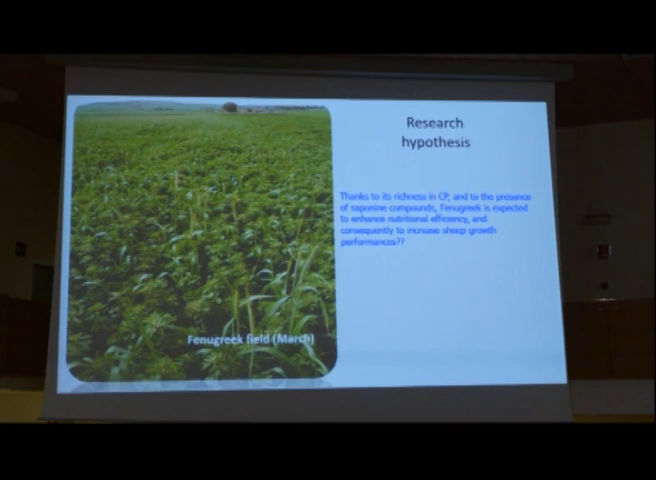 Research
hypothesis
Thanks to its richness in CP, and to the presence
of saponine compounds, Fenugreek is expected
to enhance nutritional efficiency, and
consequently to increase sheep growth
performances??
Fenugreek field (March)